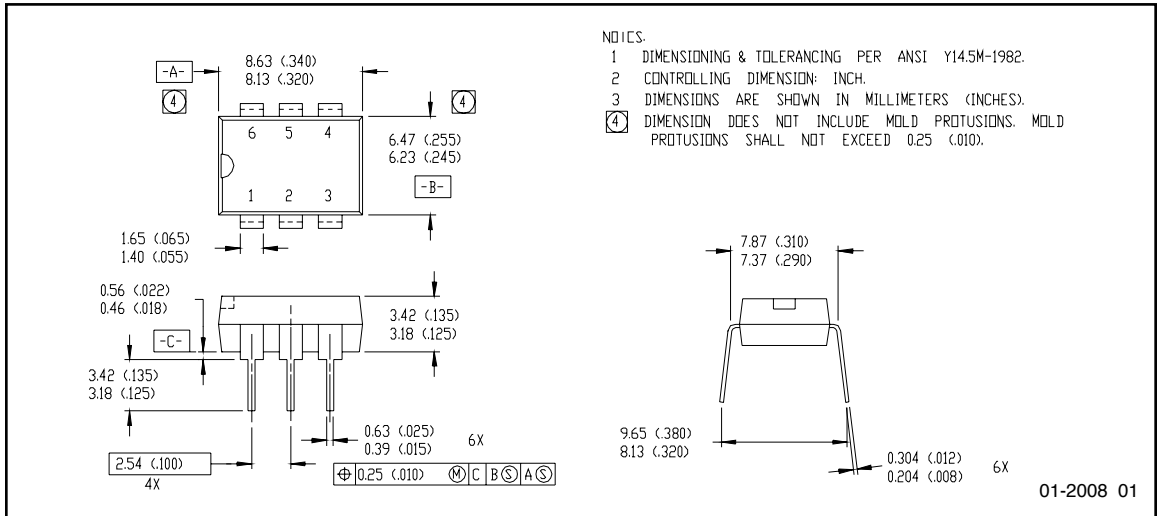 NOTES:
1 DIMENSIONING & TOLERANCING PER ANSI Y14.5M-1982.
2 CONTROLLING DIMENSION: INCH.
3 DIMENSIONS ARE SHOWN IN MILLIMETERS (INCHES).
4 DIMENSION DOES NOT INCLUDE MOLD PROTUSIONS. MOLD
PROTUSIONS SHALL NOT EXCEED 0.25 (.010).
-A-
8.63 (.340)
8.13 (.320)
4
4
6 5 4
6.47 (.255)
6.23 (.245)
-B-
1 2 3
1.65 (.065)
1.40 (.055)
0.56 (.022)
0.46 (.018)
3.42 (.135)
3.18 (.125)
-C-
3.42 (.135)
3.18 (.125)
0.63 (.025)
0.39 (.015)
6X
2.54 (.100)
4X
⌖ 0.25 (.010) Ⓜ C B Ⓢ A Ⓢ
7.87 (.310)
7.37 (.290)
9.65 (.380)
8.13 (.320)
0.304 (.012)
0.204 (.008)
6X
01-2008 01